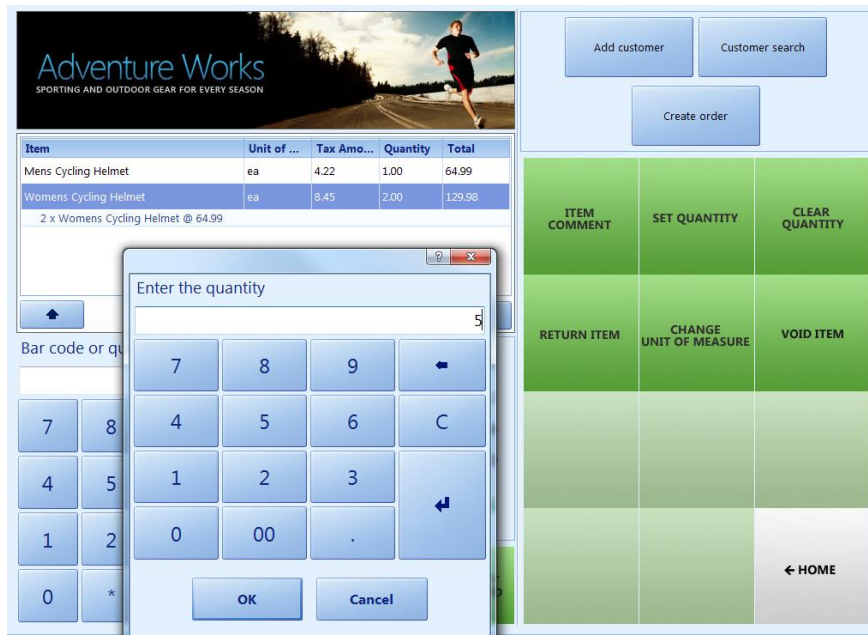 Adventure Works
SPORTING AND OUTDOOR GEAR FOR EVERY SEASON
Add customer
Customer search
Create order
Item Unit of ... Tax Amo... Quantity Total
Mens Cycling Helmet ea 4.22 1.00 64.99
Womens Cycling Helmet ea 8.45 2.00 129.98
2 x Womens Cycling Helmet @ 64.99
ITEM
COMMENT
SET QUANTITY
CLEAR
QUANTITY
RETURN ITEM
CHANGE
UNIT OF MEASURE
VOID ITEM
← HOME
Bar code or qu
7 8
4 5
1 2
0 *
? x
Enter the quantity
5
7 8 9
4 5 6 C
1 2 3
0 00 .
OK Cancel